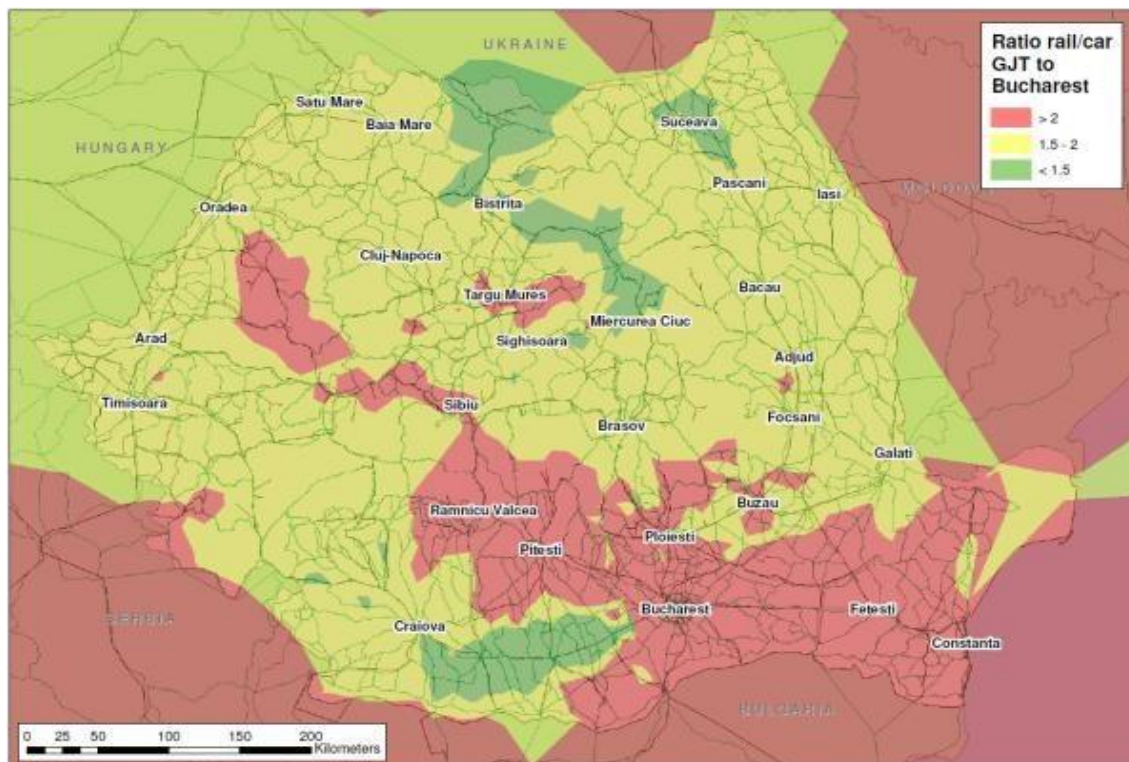 UKRAINE
Ratio rail/car
GJT to
Bucharest
> 2
1.5 - 2
< 1.5
Satu Mare
Baia Mare
Suceava
HUNGARY
Pascani
MOLDOVA
Iasi
Oradea
Bistrita
Cluj-Napoca
Targu Mures
Bacau
Miercurea Ciuc
Arad
Sighisoara
Adjud
Timisoara
Sibiu
Brasov
Focsani
Galati
Ramnicu Valcea
Buzau
Pitesti
Ploiesti
SERBIA
Craiova
Bucharest
Fetesti
Constanta
BULGARIA
0 25 50 100 150 200
Kilometers